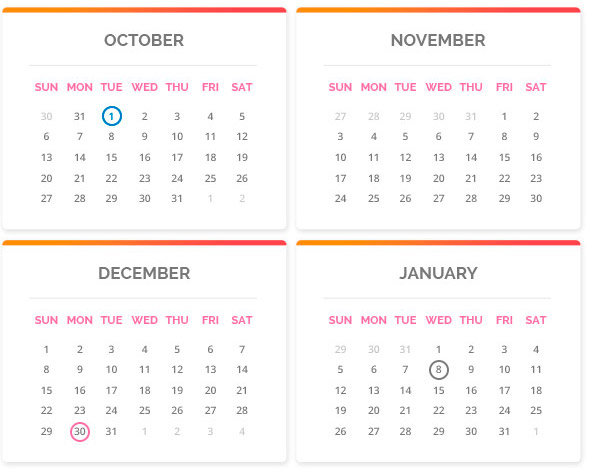 OCTOBER
SUN MON TUE WED THU FRI SAT
30 31 1 2 3 4 5
6 7 8 9 10 11 12
13 14 15 16 17 18 19
20 21 22 23 24 25 26
27 28 29 30 31 1 2
NOVEMBER
SUN MON TUE WED THU FRI SAT
27 28 29 30 31 1 2
3 4 5 6 7 8 9
10 11 12 13 14 15 16
17 18 19 20 21 22 23
24 25 26 27 28 29 30
DECEMBER
SUN MON TUE WED THU FRI SAT
1 2 3 4 5 6 7
8 9 10 11 12 13 14
15 16 17 18 19 20 21
22 23 24 25 26 27 28
29 30 31 1 2 3 4
JANUARY
SUN MON TUE WED THU FRI SAT
29 30 31 1 2 3 4
5 6 7 8 9 10 11
12 13 14 15 16 17 18
19 20 21 22 23 24 25
26 27 28 29 30 31 1